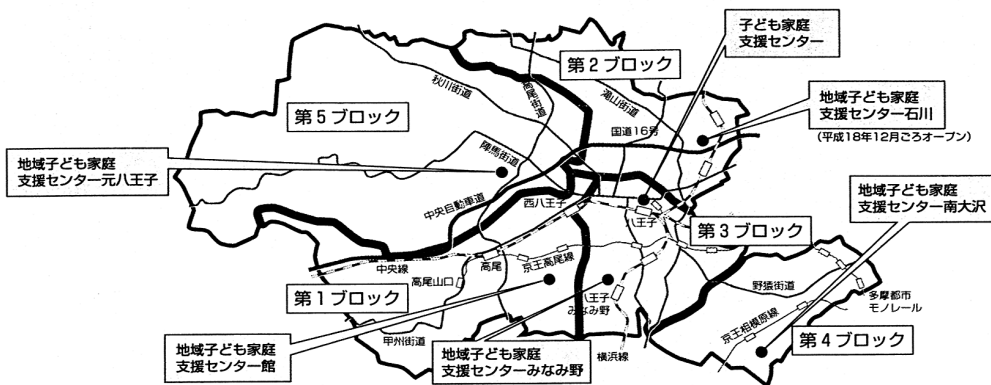 子ども家庭
支援センター
第2ブロック
秋川街道
高尾街道
滝山街道
地域子ども家庭
支援センター石川
(平成18年12月ごろオープン)
第5ブロック
国道16号
陣馬街道
地域子ども家庭
支援センター元八王子
中央自動車道
西八王子
八王子
地域子ども家庭
支援センター南大沢
第3ブロック
中央線
高尾
京王高尾線
高尾山口
第1ブロック
八王子
みなみ野
野猿街道
多摩都市
モノレール
京王相模原線
第4ブロック
甲州街道
横浜線
地域子ども家庭
支援センター館
地域子ども家庭
支援センターみなみ野